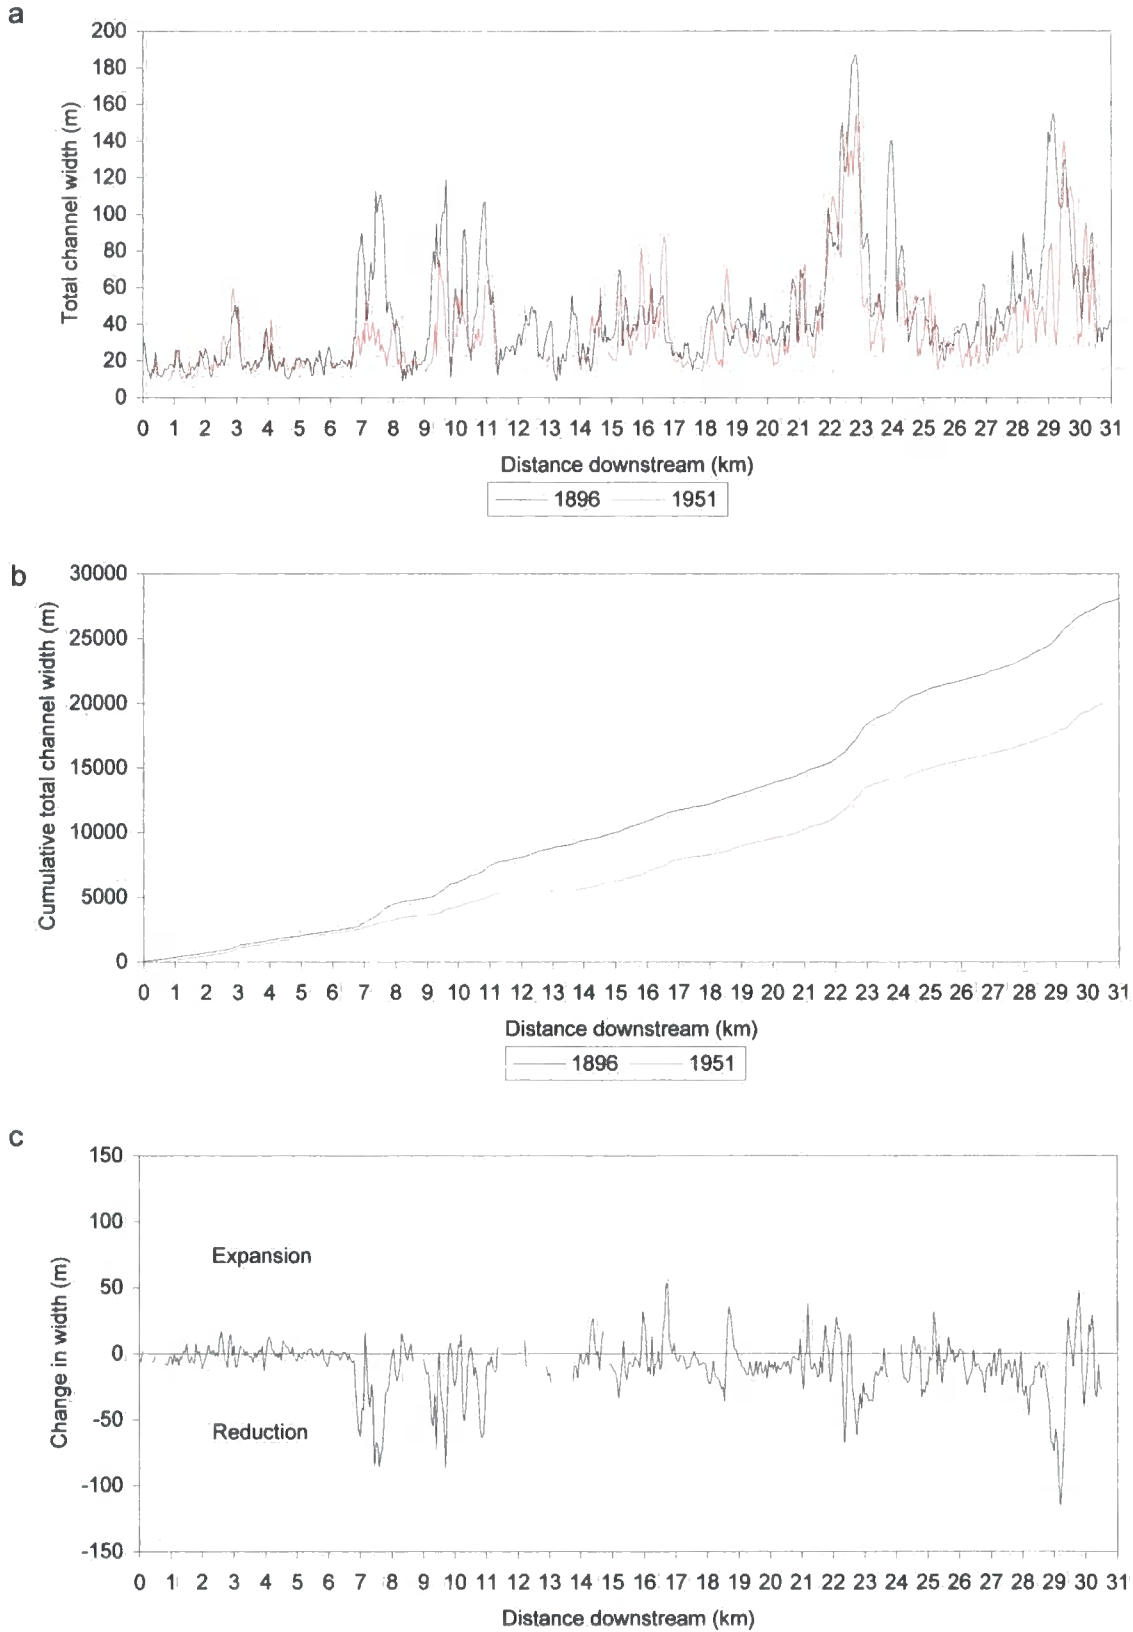 a
Total channel width (m)
200
180
160
140
120
100
80
60
40
20
0
0 1 2 3 4 5 6 7 8 9 10 11 12 13 14 15 16 17 18 19 20 21 22 23 24 25 26 27 28 29 30 31
Distance downstream (km)
1896 1951
b
Cumulative total channel width (m)
30000
25000
20000
15000
10000
5000
0
0 1 2 3 4 5 6 7 8 9 10 11 12 13 14 15 16 17 18 19 20 21 22 23 24 25 26 27 28 29 30 31
Distance downstream (km)
1896 1951
c
Change in width (m)
150
100
Expansion
50
0
-50
Reduction
-100
-150
0 1 2 3 4 5 6 7 8 9 10 11 12 13 14 15 16 17 18 19 20 21 22 23 24 25 26 27 28 29 30 31
Distance downstream (km)